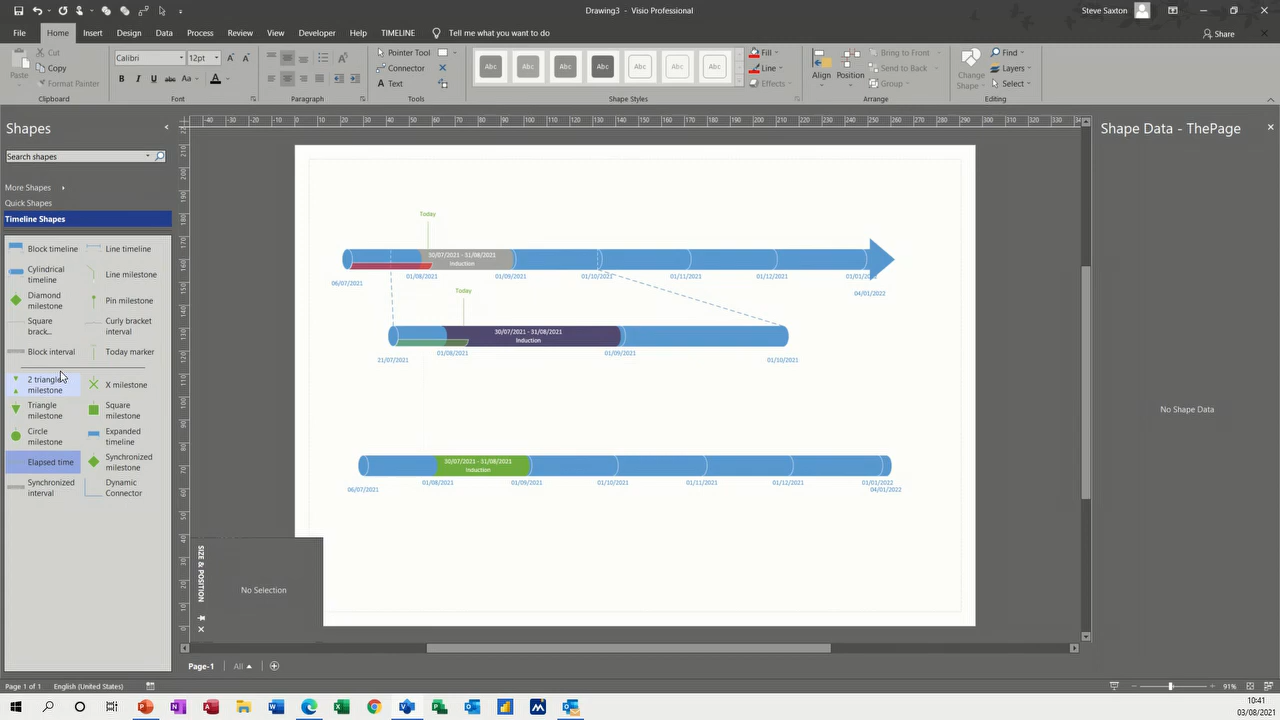 Drawing3 - Visio Professional
Steve Saxton
File Home Insert Design Data Process Review View Developer Help TIMELINE Tell me what you want to do
Share
Paste
Cut
Copy
Format Painter
Clipboard
Calibri 12pt
Font
Paragraph
Pointer Tool
Connector
Text
Tools
Abc Abc Abc Abc Abc Abc Abc
Shape Styles
Fill
Line
Effects
Align
Position
Bring to Front
Send to Back
Group
Arrange
Change
Shape
Find
Layers
Select
Editing
Shapes
Search shapes
More Shapes
Quick Shapes
Timeline Shapes
Block timeline
Line timeline
Cylindrical
timeline
Line milestone
Diamond
milestone
Pin milestone
Square
brack...
Curly bracket
interval
Block interval
Today marker
2 triangle
milestone
X milestone
Triangle
milestone
Square
milestone
Circle
milestone
Expanded
timeline
Elapsed time
Synchronized
milestone
Synchronized
interval
Dynamic
Connector
Today
30/07/2021 - 31/08/2021
Induction
06/07/2021
01/08/2021 01/09/2021 01/10/2021 01/11/2021 01/12/2021
04/01/2022
Today
30/07/2021 - 31/08/2021
Induction
21/07/2021 01/08/2021 01/09/2021 01/10/2021
30/07/2021 - 31/08/2021
Induction
06/07/2021 01/08/2021 01/09/2021 01/10/2021 01/11/2021 01/12/2021 01/01/2022
04/01/2022
SIZE & POSITION
No Selection
Shape Data - ThePage
No Shape Data
Page-1 All
Page 1 of 1 English (United States)
91%
10:41
03/08/2021